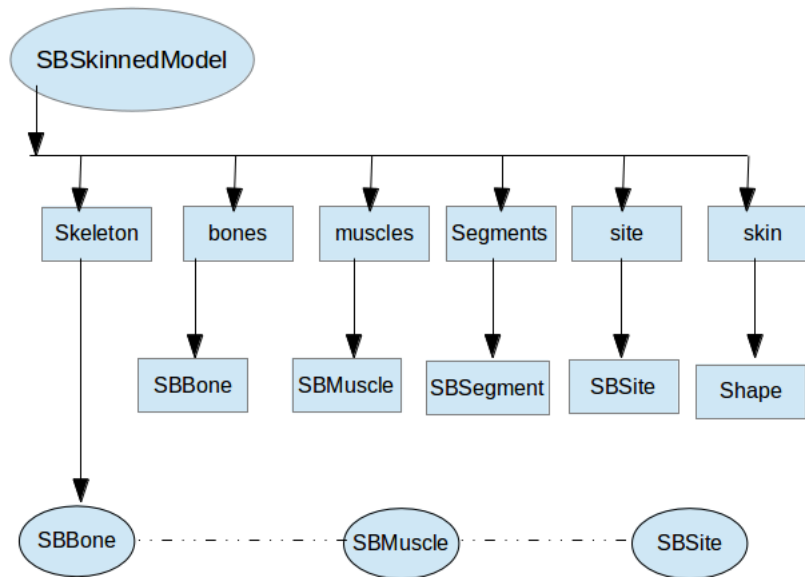 SBSkinnedModel
Skeleton
bones
muscles
Segments
site
skin
SBBone
SBMuscle
SBSegment
SBSite
Shape
SBBone
SBMuscle
SBSite